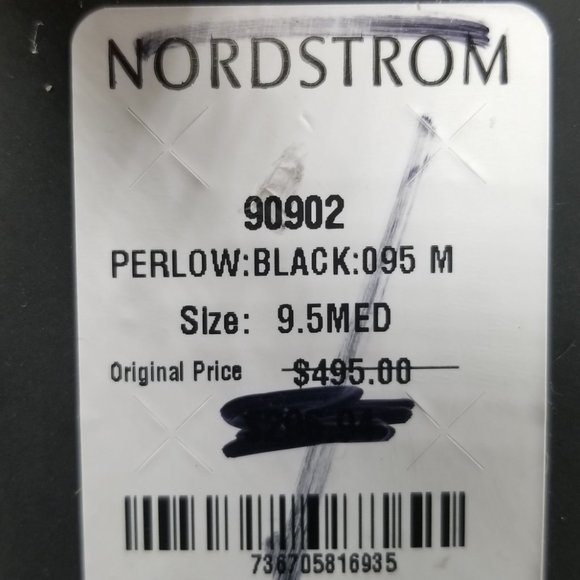 NORDSTROM
90902
PERLOW:BLACK:095 M
Size: 9.5MED
Original Price $495.00
736705816935